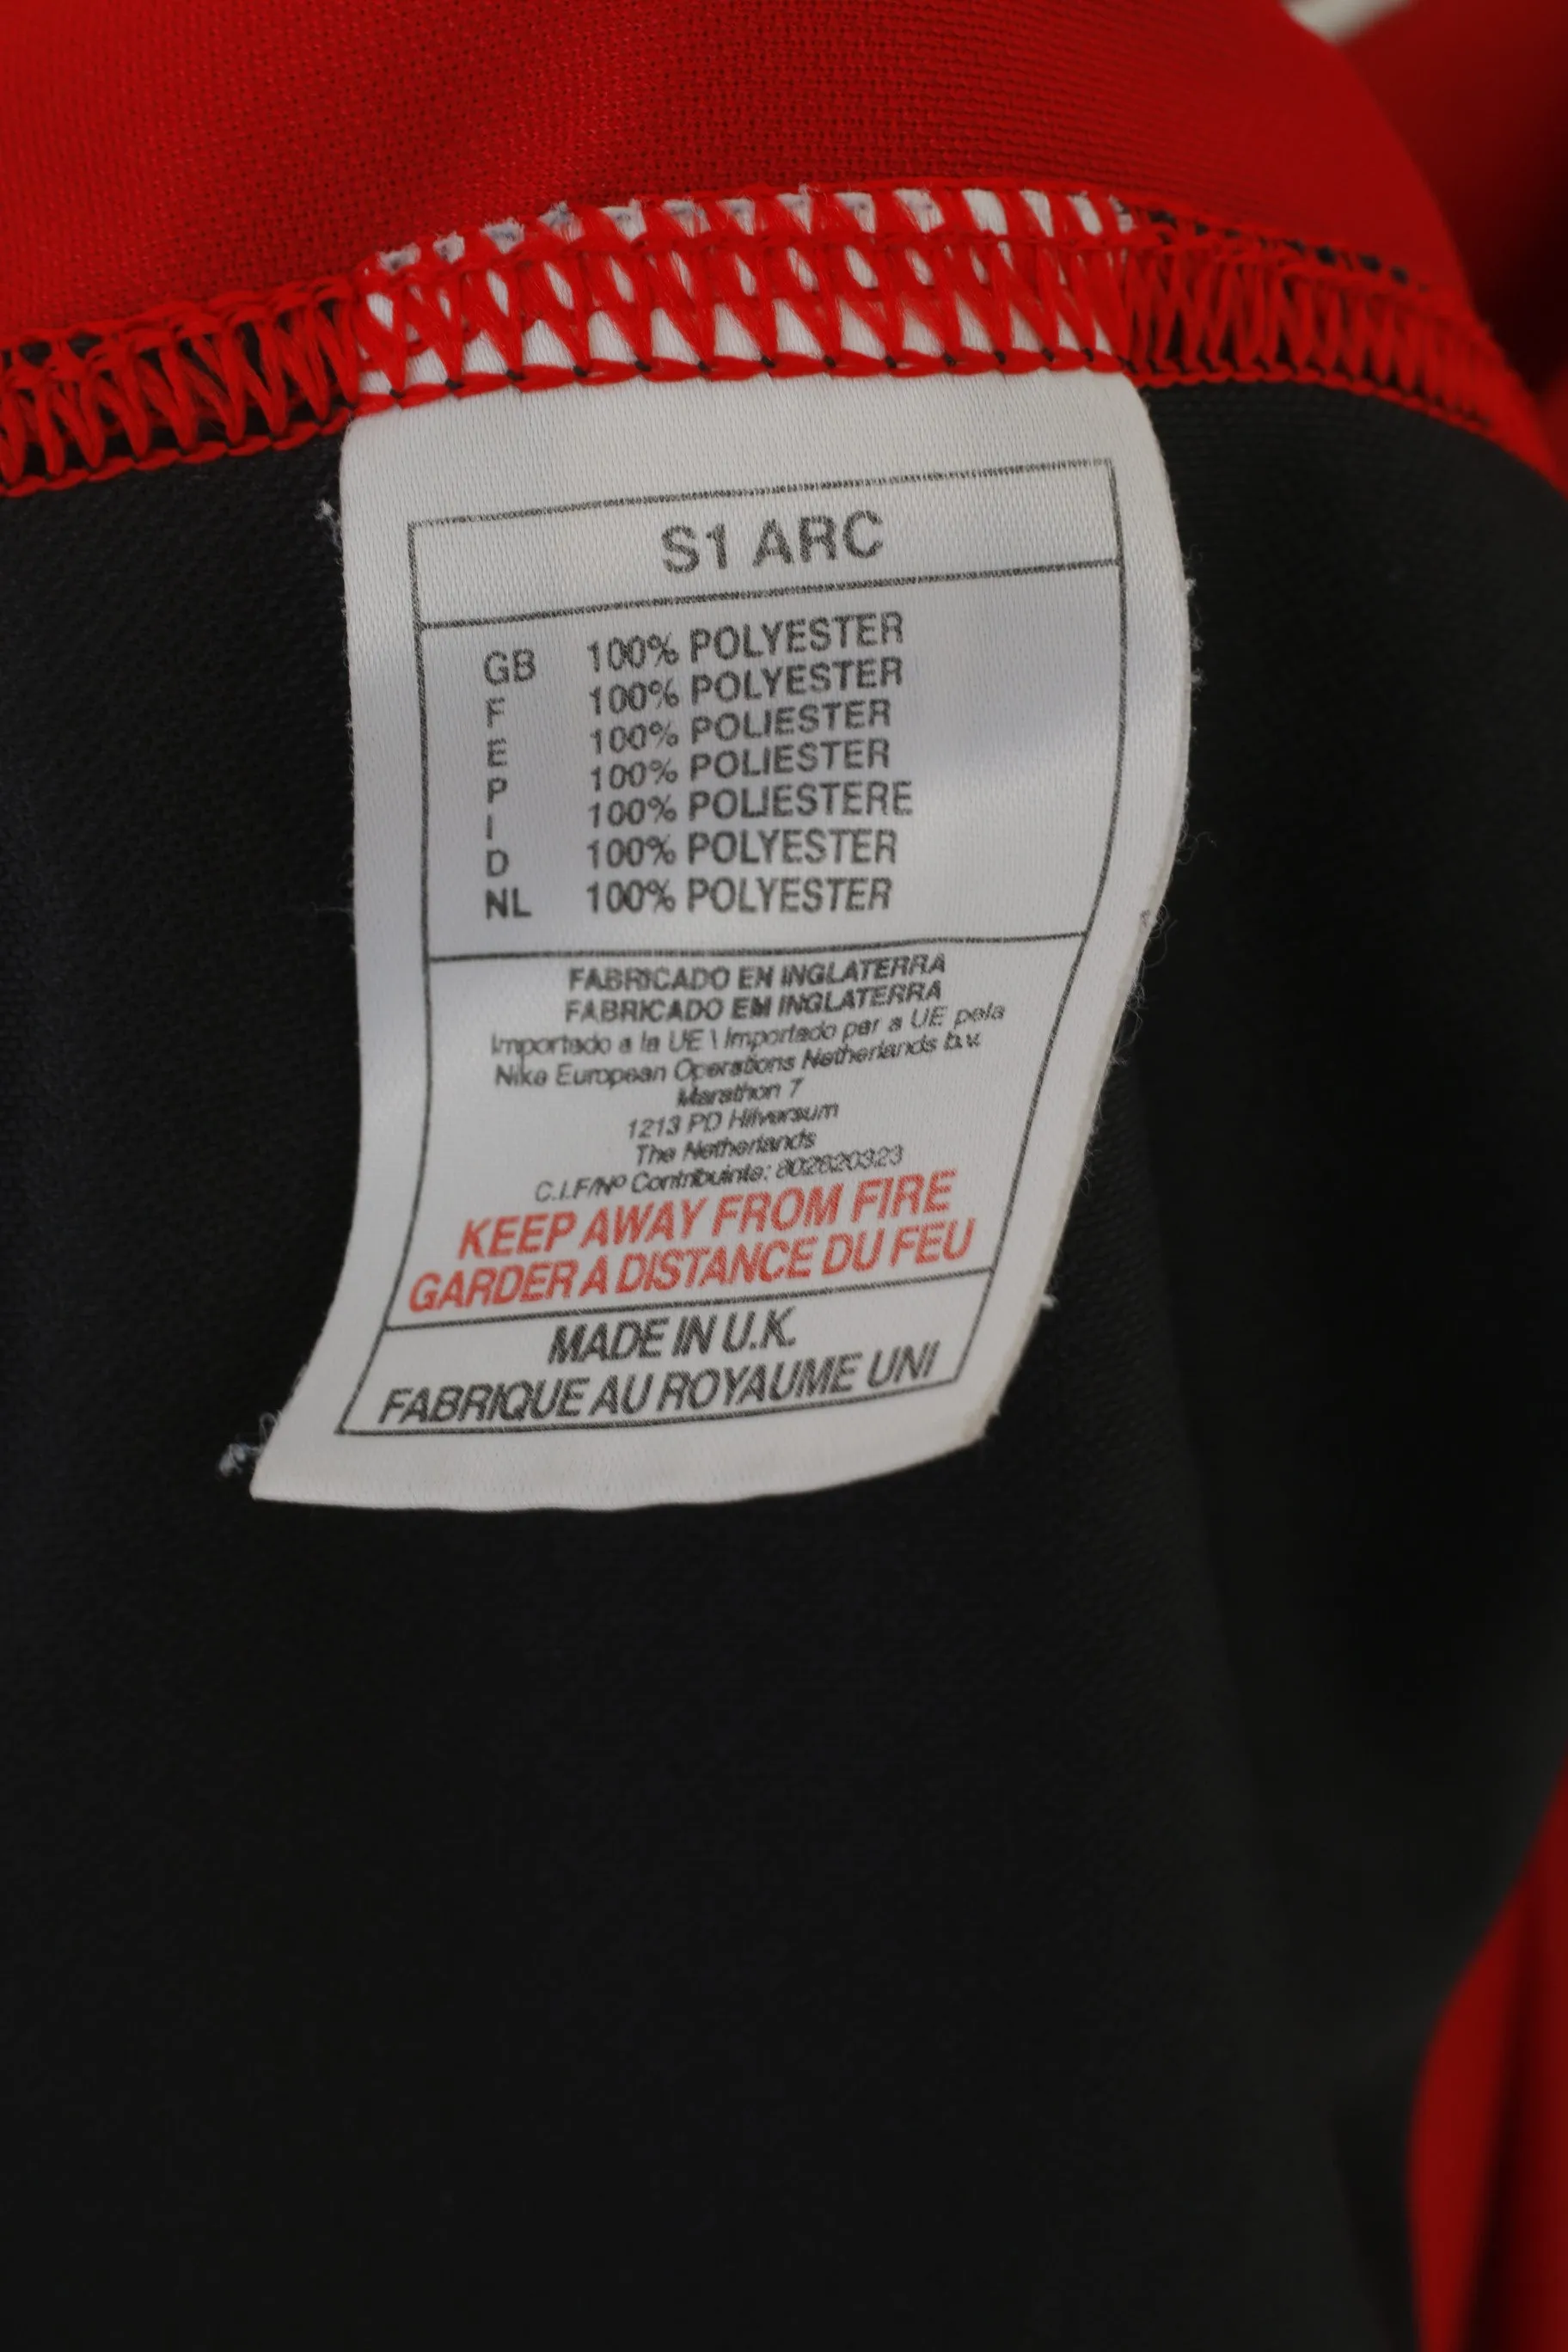 S1 ARC
GB 100% POLYESTER
F 100% POLYESTER
E 100% POLIESTER
P 100% POLIESTER
I 100% POLIESTERE
D 100% POLYESTER
NL 100% POLYESTER
FABRICADO EN INGLATERRA
FABRICADO EM INGLATERRA
Importado a la UE \ Importado par a UE pela
Nike European Operations Netherlands b.v.
Marathon 7
1213 PD Hilversum
The Netherlands
C.I.F/Nº Contribuinte: 802620323
KEEP AWAY FROM FIRE
GARDER A DISTANCE DU FEU
MADE IN U.K.
FABRIQUE AU ROYAUME UNI